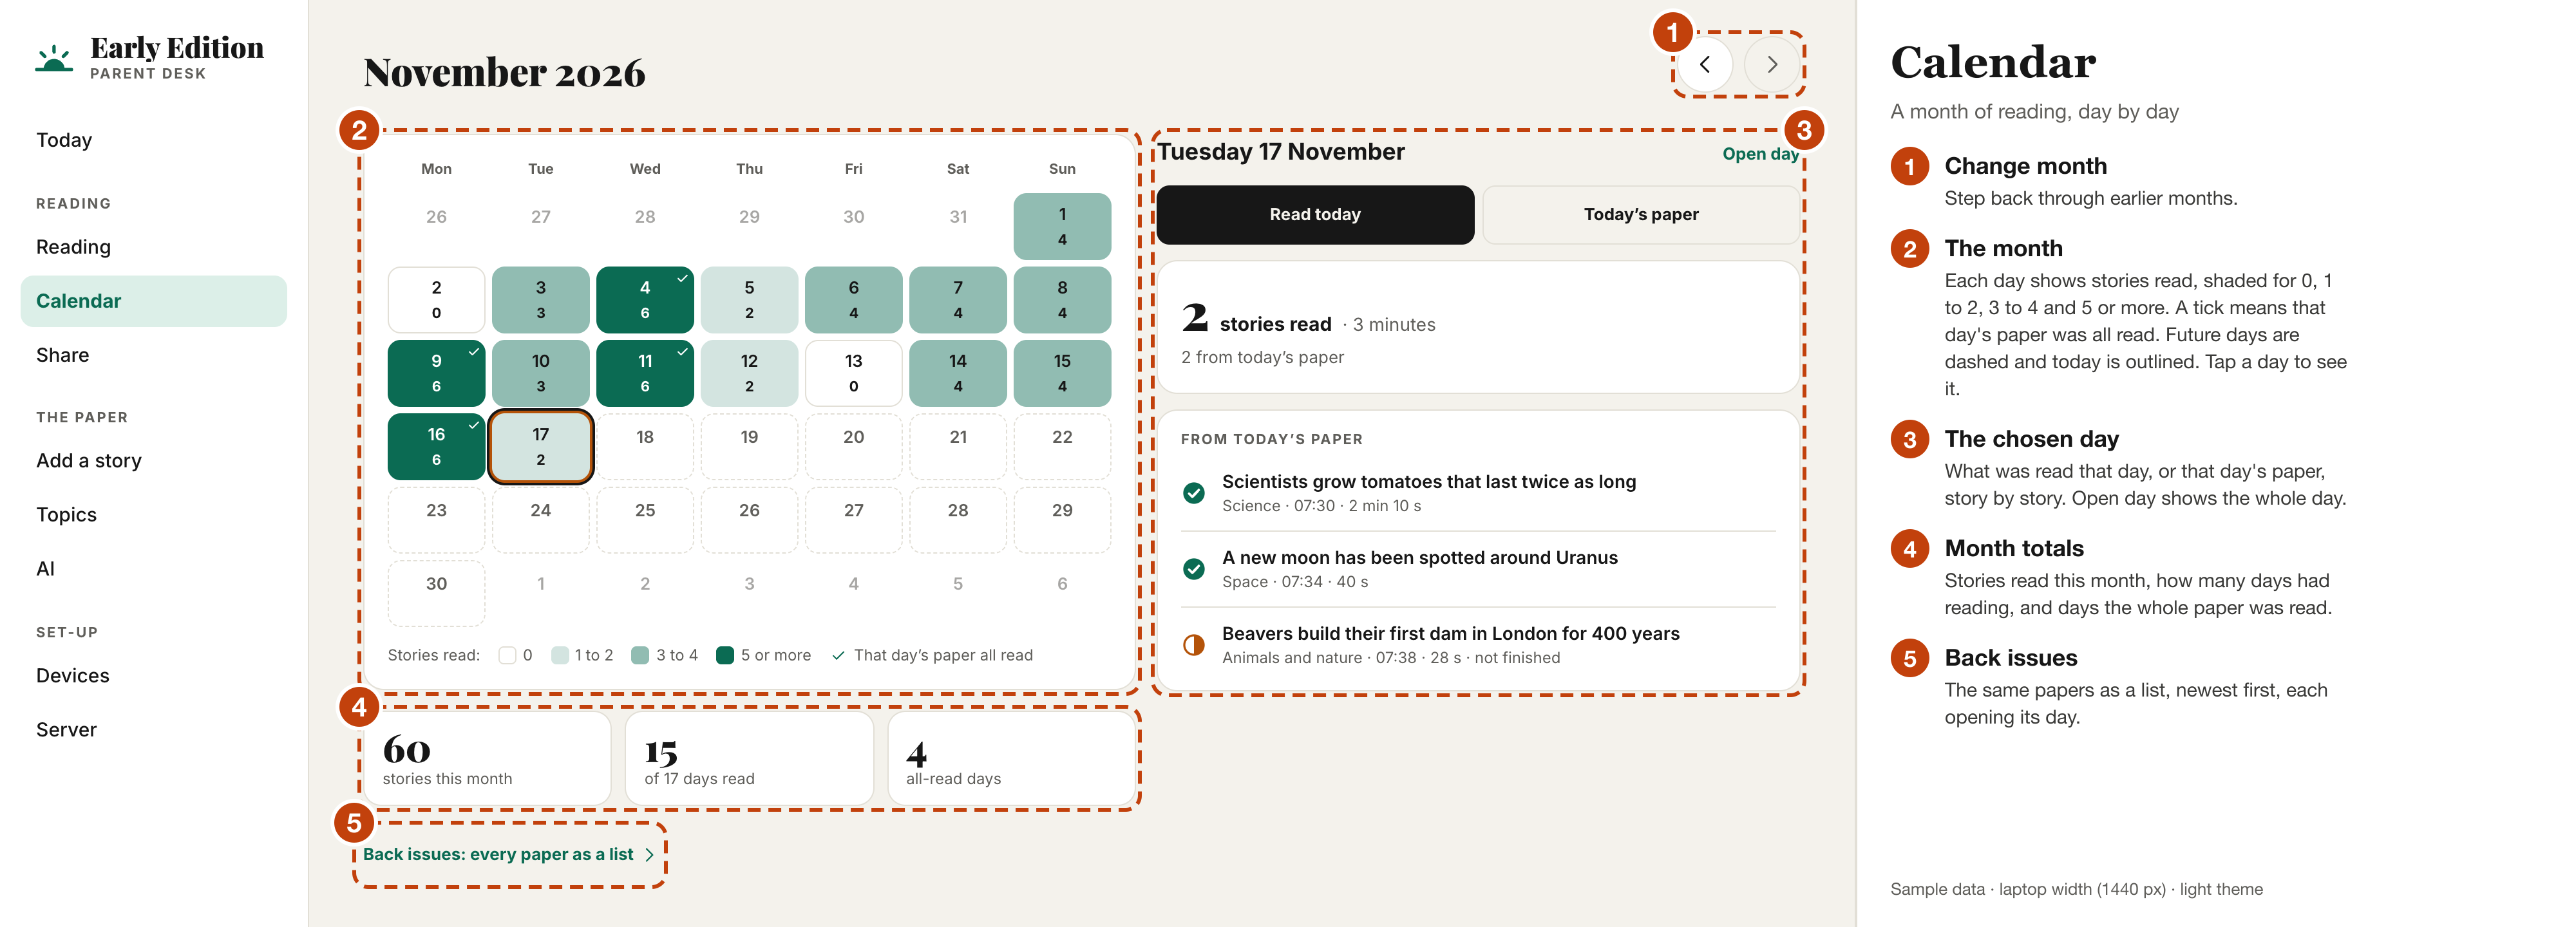 Early Edition
PARENT DESK
Today
READING
Reading
Calendar
Share
THE PAPER
Add a story
Topics
AI
SET-UP
Devices
Server
November 2026
1
2
Mon Tue Wed Thu Fri Sat Sun
26 27 28 29 30 31 1
4
2 3 4 5 6 7 8
0 3 6 2 4 4 4
9 10 11 12 13 14 15
6 3 6 2 0 4 4
16 17 18 19 20 21 22
6 2
23 24 25 26 27 28 29
30 1 2 3 4 5 6
Stories read: 0 1 to 2 3 to 4 5 or more That day’s paper all read
3
Tuesday 17 November Open day
Read today Today’s paper
2 stories read · 3 minutes
2 from today’s paper
FROM TODAY’S PAPER
Scientists grow tomatoes that last twice as long
Science · 07:30 · 2 min 10 s
A new moon has been spotted around Uranus
Space · 07:34 · 40 s
Beavers build their first dam in London for 400 years
Animals and nature · 07:38 · 28 s · not finished
4
60 15 4
stories this month of 17 days read all-read days
5
Back issues: every paper as a list
Calendar
A month of reading, day by day
1 Change month
Step back through earlier months.
2 The month
Each day shows stories read, shaded for 0, 1
to 2, 3 to 4 and 5 or more. A tick means that
day's paper was all read. Future days are
dashed and today is outlined. Tap a day to see
it.
3 The chosen day
What was read that day, or that day's paper,
story by story. Open day shows the whole day.
4 Month totals
Stories read this month, how many days had
reading, and days the whole paper was read.
5 Back issues
The same papers as a list, newest first, each
opening its day.
Sample data · laptop width (1440 px) · light theme